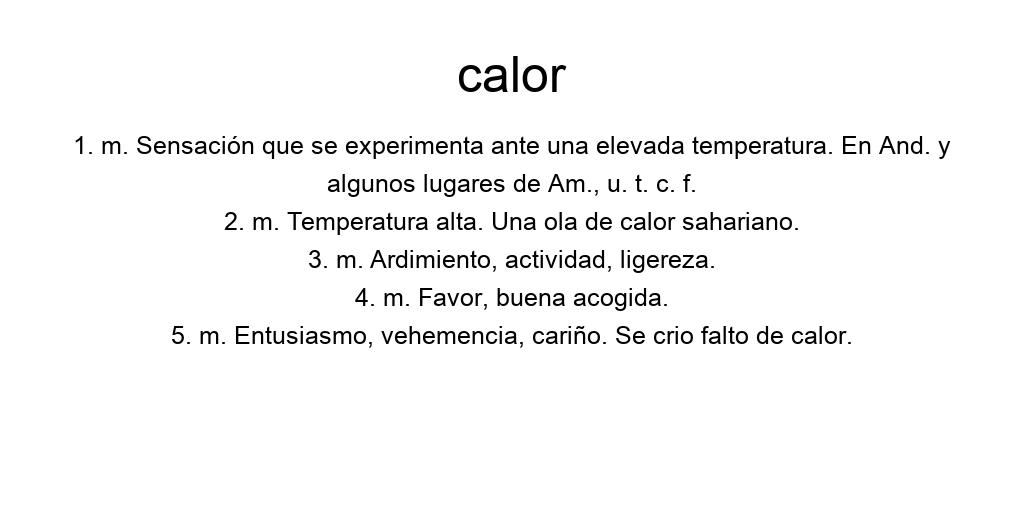 calor
1. m. Sensación que se experimenta ante una elevada temperatura. En And. y
algunos lugares de Am., u. t. c. f.
2. m. Temperatura alta. Una ola de calor sahariano.
3. m. Ardimiento, actividad, ligereza.
4. m. Favor, buena acogida.
5. m. Entusiasmo, vehemencia, cariño. Se crio falto de calor.